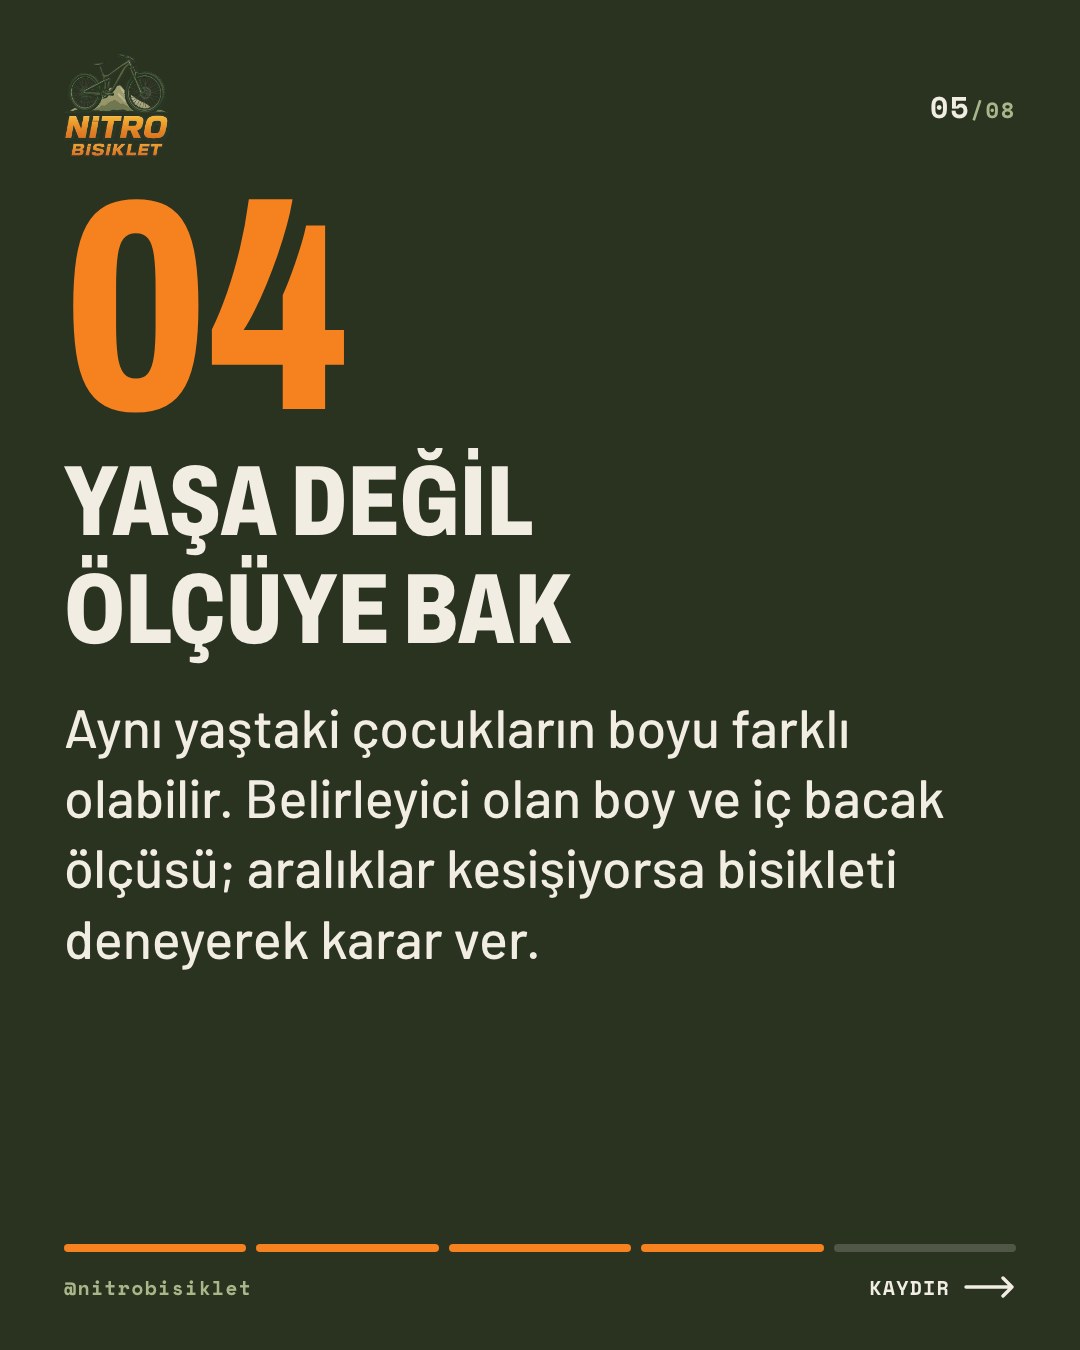 NiTRO
BISIKLET
05/08
04
YAŞA DEĞİL
ÖLÇÜYE BAK
Aynı yaştaki çocukların boyu farklı
olabilir. Belirleyici olan boy ve iç bacak
ölçüsü; aralıklar kesişiyorsa bisikleti
deneyerek karar ver.
@nitrobisiklet
KAYDIR